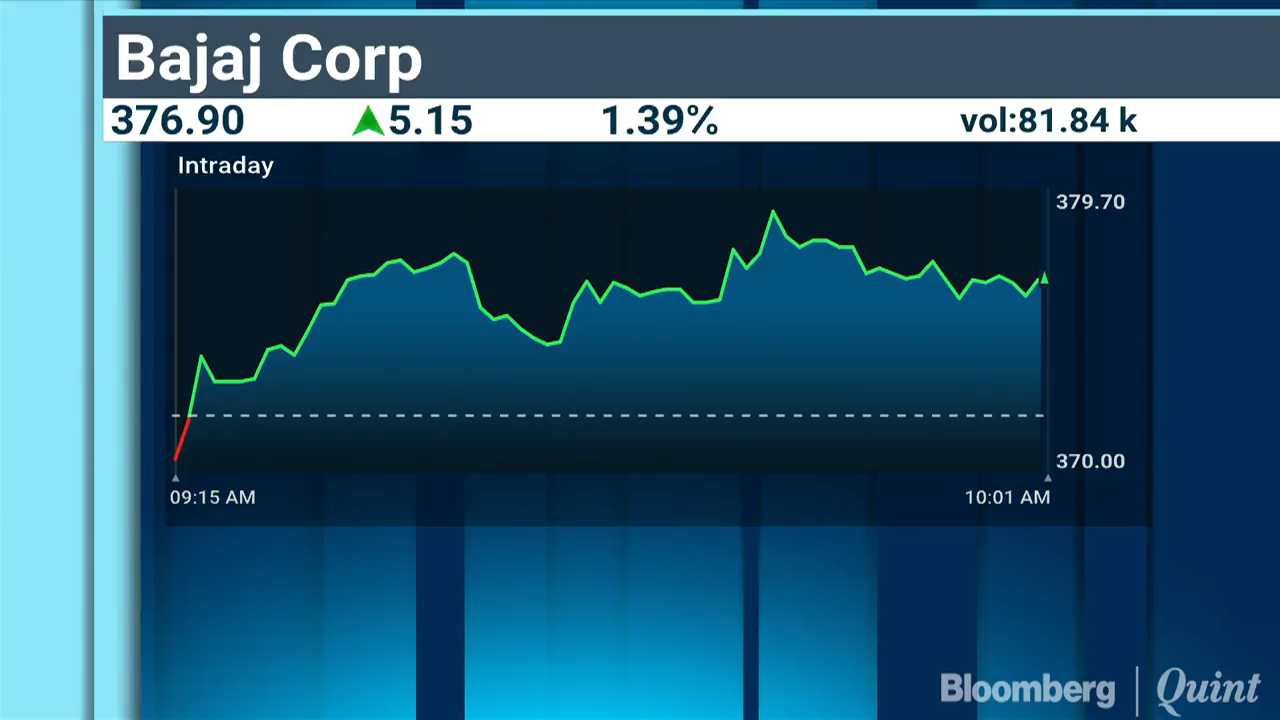 Bajaj Corp
376.90 5.15 1.39% vol:81.84 k
Intraday
379.70
370.00
09:15 AM 10:01 AM
Bloomberg | Quint